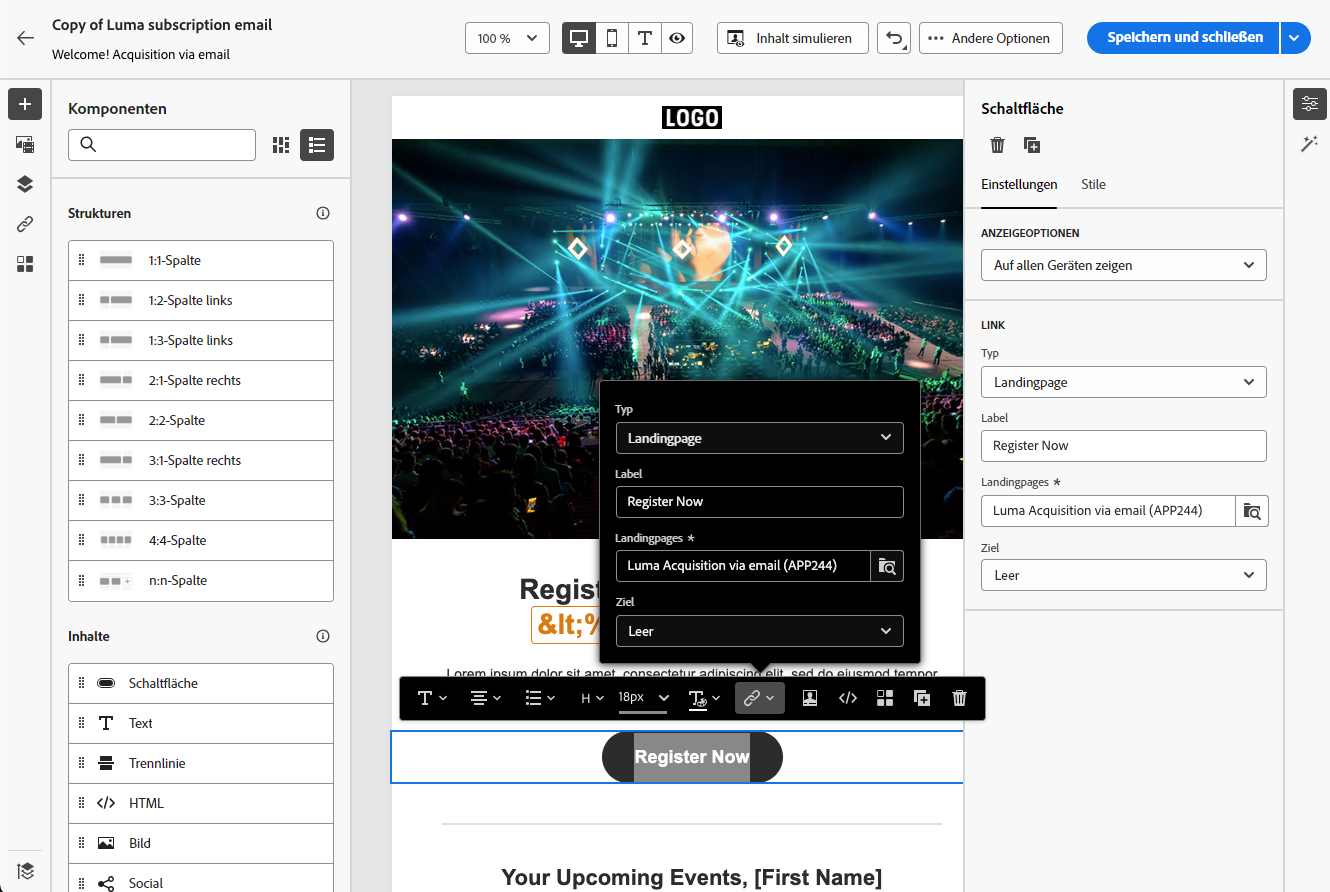 Copy of Luma subscription email
Welcome! Acquisition via email
100 %
Inhalt simulieren
Andere Optionen
Speichern und schließen
Komponenten
Strukturen
1:1-Spalte
1:2-Spalte links
1:3-Spalte links
2:1-Spalte rechts
2:2-Spalte
3:1-Spalte rechts
3:3-Spalte
4:4-Spalte
n:n-Spalte
Inhalte
Schaltfläche
Text
Trennlinie
HTML
Bild
Social
LOGO
Typ
Landingpage
Label
Register Now
Landingpages *
Luma Acquisition via email (APP244)
Ziel
Leer
&lt;%
Lorem ipsum dolor sit amet, consectetur adipiscing elit, sed do eiusmod tempor
H
18px
Register Now
Your Upcoming Events, [First Name]
Schaltfläche
Einstellungen
Stile
ANZEIGEOPTIONEN
Auf allen Geräten zeigen
LINK
Typ
Landingpage
Label
Register Now
Landingpages *
Luma Acquisition via email (APP244)
Ziel
Leer